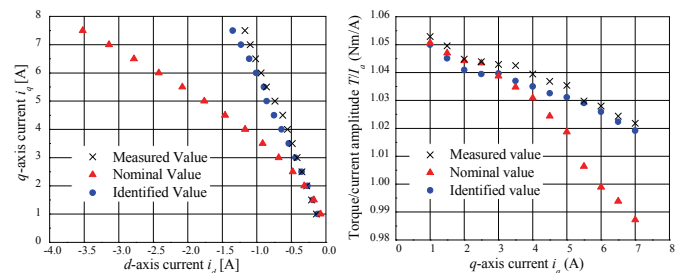 q-axis current i_q [A]
8
7
6
5
4
3
2
1
× Measured Value
▲ Nominal Value
● Identified Value
-4.0 -3.5 -3.0 -2.5 -2.0 -1.5 -1.0 -0.5 0.0
d-axis current i_d [A]
Torque/current amplitude T/I_a (Nm/A)
1.06
1.05
1.04
1.03
1.02
1.01
1.00
0.99
0.98
× Measured value
▲ Nominal value
● Identified value
0 1 2 3 4 5 6 7 8
q-axis current i_q (A)